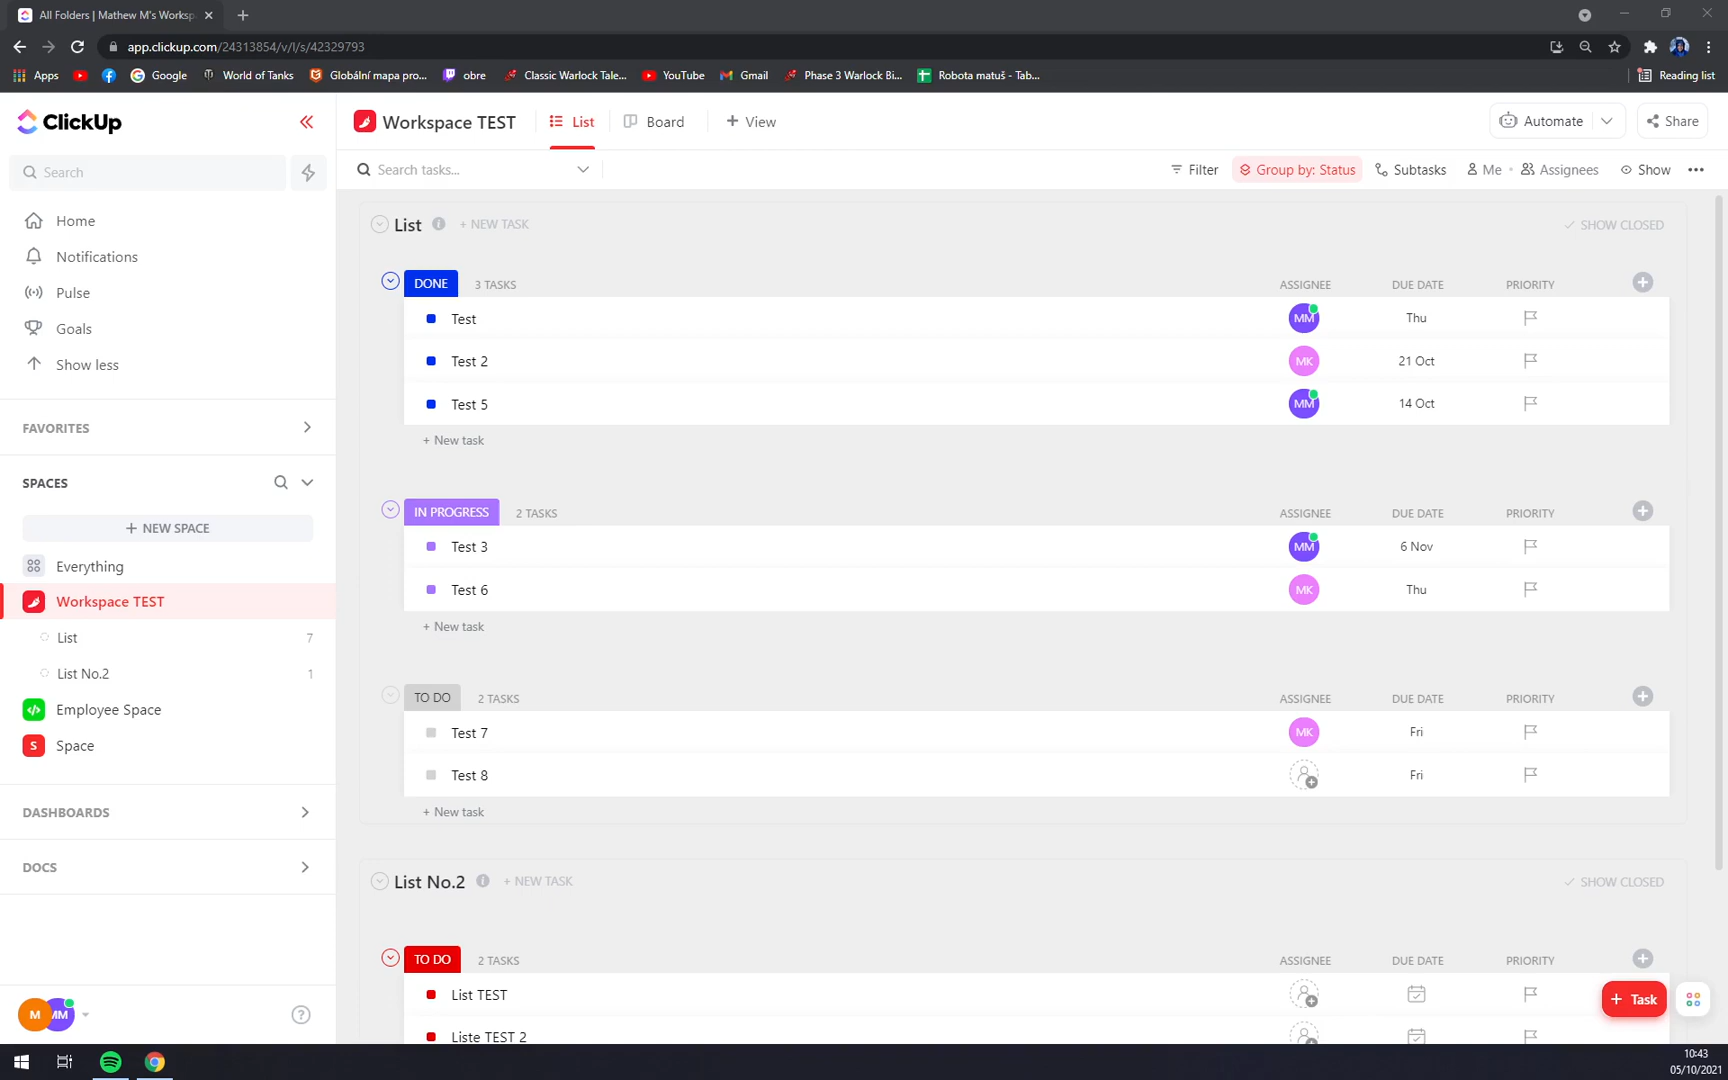 All Folders | Mathew M's Worksp
app.clickup.com/24313854/v/l/s/42329793
Apps
Google
World of Tanks
Globální mapa pro...
obre
Classic Warlock Tale...
YouTube
Gmail
Phase 3 Warlock Bi...
Robota matuš - Tab...
Reading list
ClickUp
Workspace TEST
List
Board
+ View
Automate
Share
Search
Search tasks...
Filter
Group by: Status
Subtasks
Me
Assignees
Show
Home
Notifications
Pulse
Goals
Show less
FAVORITES
SPACES
+ NEW SPACE
Everything
Workspace TEST
List 7
List No.2 1
Employee Space
S Space
DASHBOARDS
DOCS
M MM
List + NEW TASK SHOW CLOSED
DONE 3 TASKS ASSIGNEE DUE DATE PRIORITY
Test MM Thu
Test 2 MK 21 Oct
Test 5 MM 14 Oct
+ New task
IN PROGRESS 2 TASKS ASSIGNEE DUE DATE PRIORITY
Test 3 MM 6 Nov
Test 6 MK Thu
+ New task
TO DO 2 TASKS ASSIGNEE DUE DATE PRIORITY
Test 7 MK Fri
Test 8 Fri
+ New task
List No.2 + NEW TASK SHOW CLOSED
TO DO 2 TASKS ASSIGNEE DUE DATE PRIORITY
List TEST
Liste TEST 2
+ Task
10:43
05/10/2021